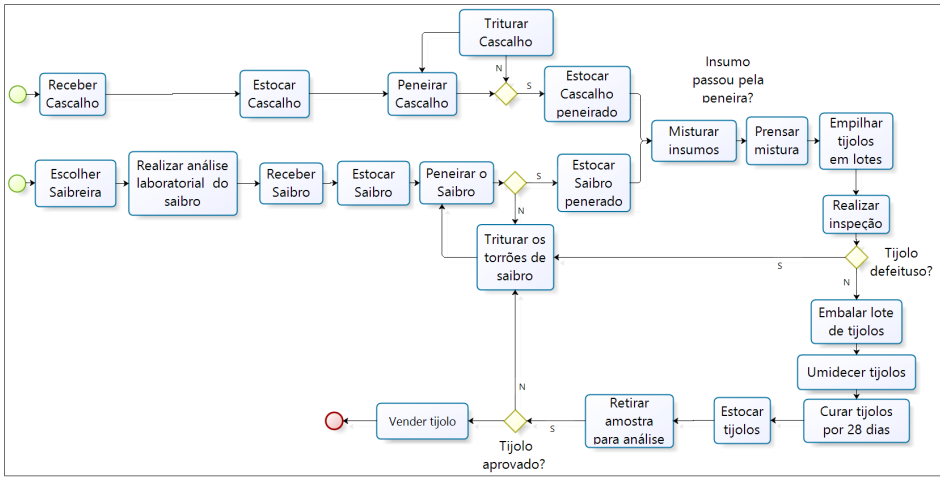 Triturar
Cascalho
N
Receber
Cascalho
Estocar
Cascalho
Peneirar
Cascalho
S
Estocar
Cascalho
peneirado
Insumo
passou pela
peneira?
Misturar
insumos
Prensar
mistura
Empilhar
tijolos
em lotes
Escolher
Saibreira
Realizar análise
laboratorial do
saibro
Receber
Saibro
Estocar
Saibro
Peneirar o
Saibro
S
N
Estocar
Saibro
penerado
Realizar
inspeção
Triturar os
torrões de
saibro
S
Tijolo
defeituso?
N
Embalar lote
de tijolos
Umidecer tijolos
Curar tijolos
por 28 dias
Estocar
tijolos
Retirar
amostra
para análise
S
N
Tijolo
aprovado?
Vender tijolo